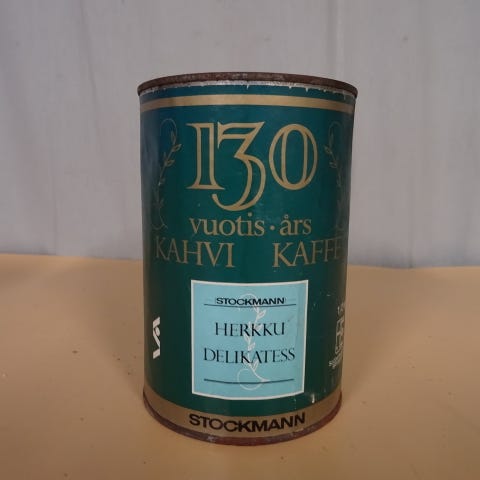 130
vuotis · års
KAHVI KAFFE
STOCKMANN
HERKKU
DELIKATESS
STOCKMANN